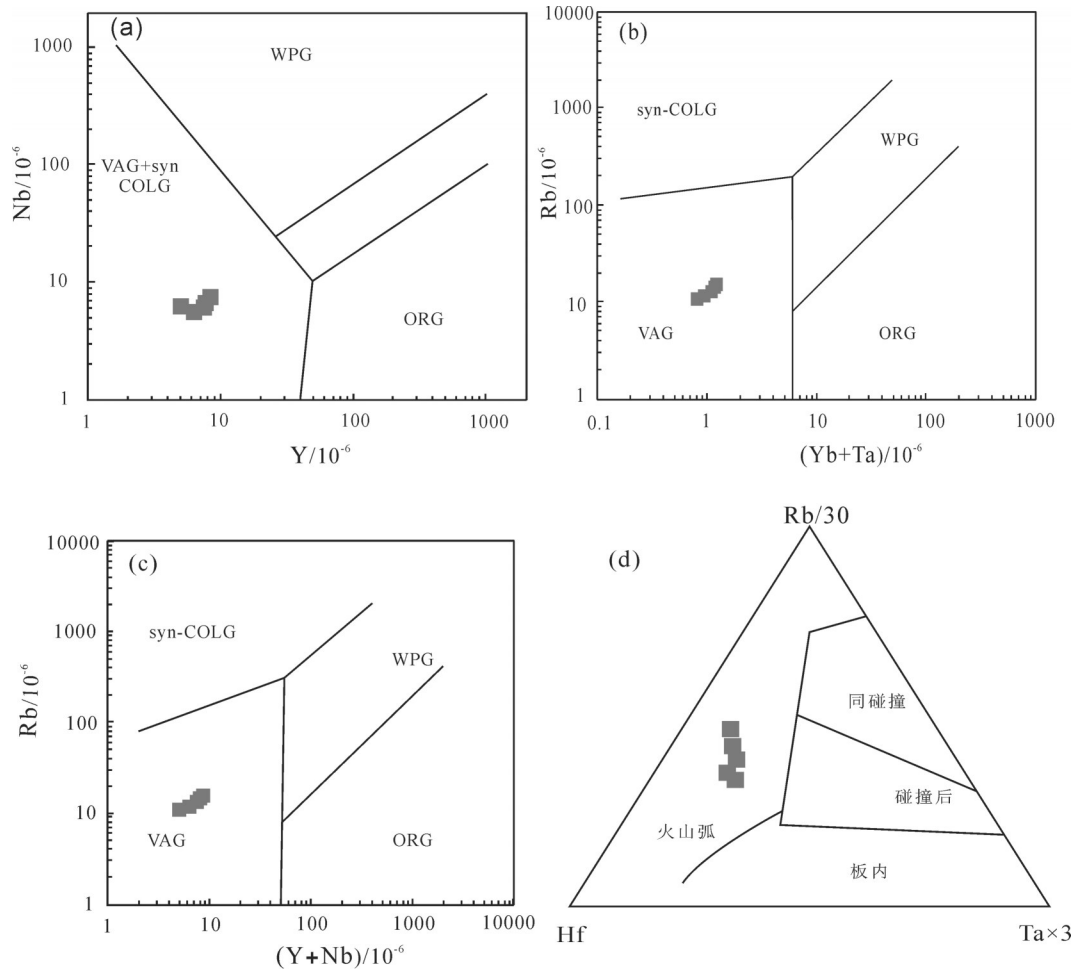 (a)
WPG
VAG+syn
COLG
ORG
1000
100
10
1
1
10
100
1000
Nb/10⁻⁶
Y/10⁻⁶
(b)
syn-COLG
WPG
VAG
ORG
10000
1000
100
10
1
0.1
1
10
100
1000
Rb/10⁻⁶
(Yb+Ta)/10⁻⁶
(c)
syn-COLG
WPG
VAG
ORG
10000
1000
100
10
1
1
10
100
1000
10000
Rb/10⁻⁶
(Y+Nb)/10⁻⁶
(d)
Rb/30
同碰撞
碰撞后
火山弧
板内
Hf
Ta×3